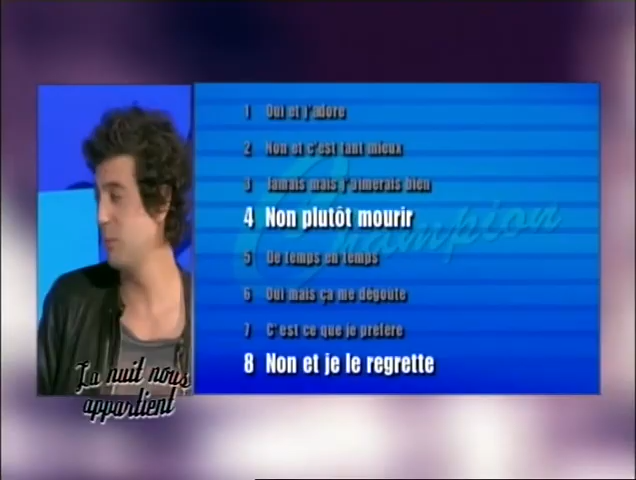 1 Oui et j'adore
2 Non et c'est tant mieux
3 Jamais mais j'aimerais bien
4 Non plutôt mourir
Champion
5 De temps en temps
6 Oui mais ça me dégoute
7 C'est ce que je préfère
8 Non et je le regrette
La nuit nous
appartient